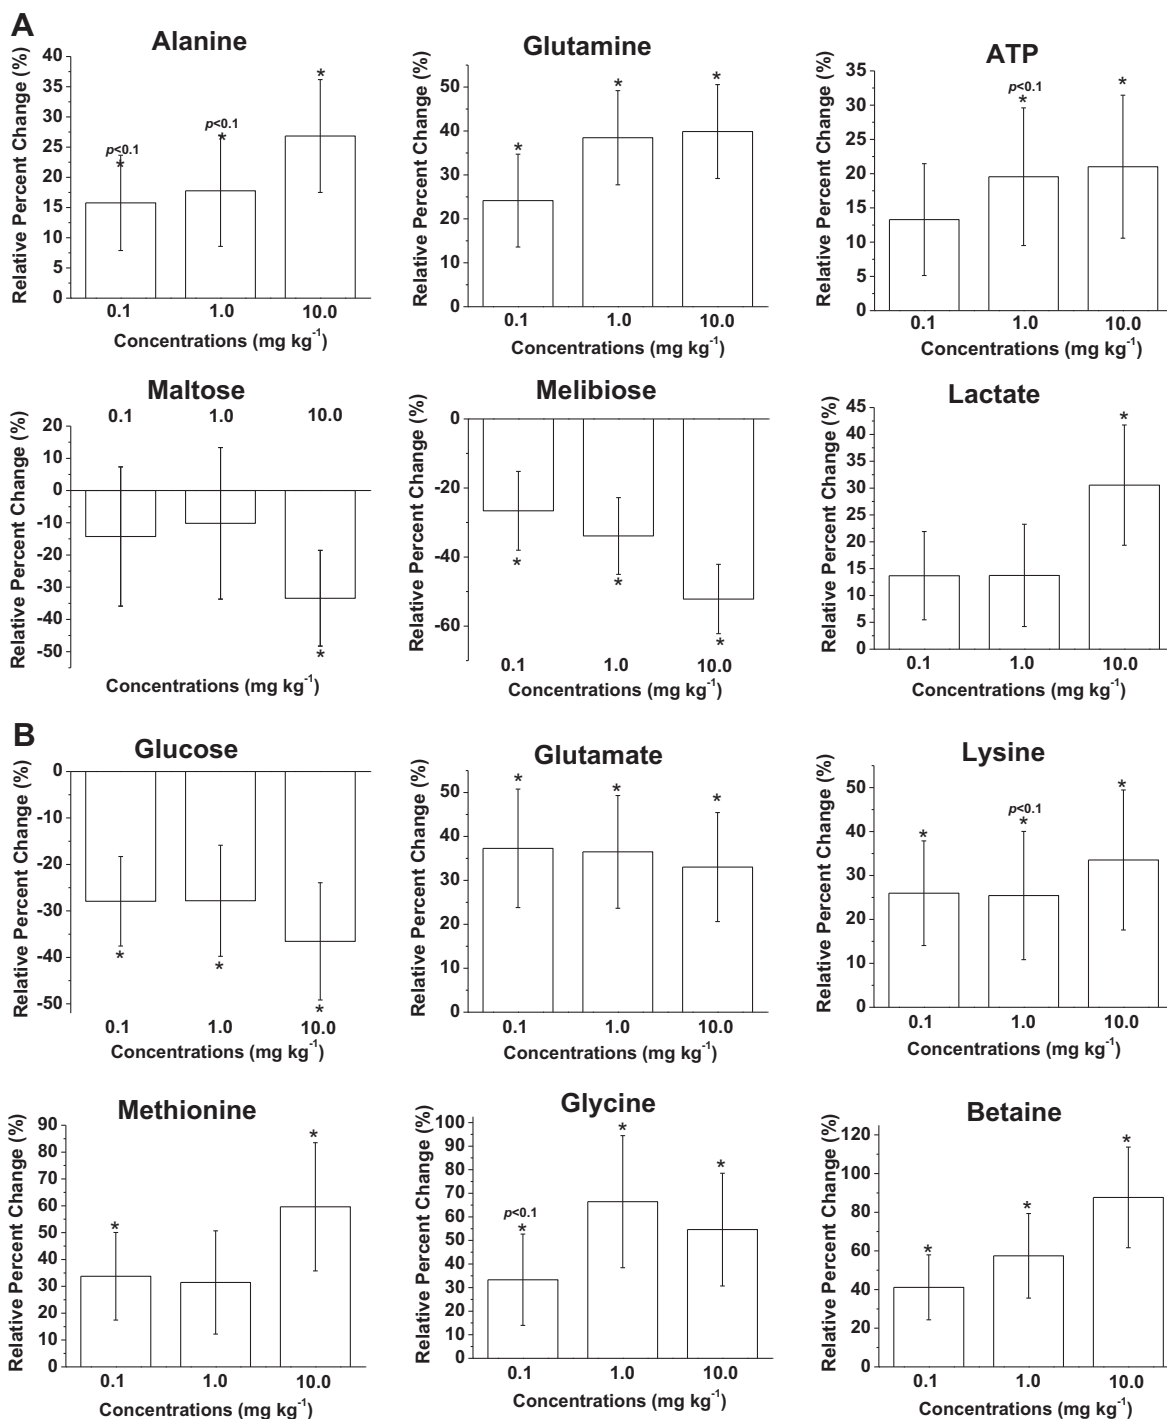 A
Alanine
Relative Percent Change (%)
40
35
30
25
20
15
10
5
0
p<0.1
*
p<0.1
*
*
0.1 1.0 10.0
Concentrations (mg kg-1)
Glutamine
Relative Percent Change (%)
50
40
30
20
10
0
*
*
*
0.1 1.0 10.0
Concentrations (mg kg-1)
ATP
Relative Percent Change (%)
35
30
25
20
15
10
5
0
p<0.1
*
*
0.1 1.0 10.0
Concentrations (mg kg-1)
Maltose
0.1 1.0 10.0
Relative Percent Change (%)
20
10
0
-10
-20
-30
-40
-50
*
Concentrations (mg kg-1)
Melibiose
Relative Percent Change (%)
0
-20
-40
-60
*
*
*
0.1 1.0 10.0
Concentrations (mg kg-1)
Lactate
Relative Percent Change (%)
45
40
35
30
25
20
15
10
5
0
*
0.1 1.0 10.0
Concentrations (mg kg-1)
B
Glucose
Relative Percent Change (%)
0
-10
-20
-30
-40
-50
*
*
*
0.1 1.0 10.0
Concentrations (mg kg-1)
Glutamate
Relative Percent Change (%)
50
40
30
20
10
0
*
*
*
0.1 1.0 10.0
Concentrations (mg kg-1)
Lysine
Relative Percent Change (%)
50
40
30
20
10
0
*
p<0.1
*
*
0.1 1.0 10.0
Concentrations (mg kg-1)
Methionine
Relative Percent Change (%)
90
80
70
60
50
40
30
20
10
0
*
*
0.1 1.0 10.0
Concentrations (mg kg-1)
Glycine
Relative Percent Change (%)
100
90
80
70
60
50
40
30
20
10
0
p<0.1
*
*
*
0.1 1.0 10.0
Concentrations (mg kg-1)
Betaine
Relative Percent Change (%)
120
100
80
60
40
20
0
*
*
*
0.1 1.0 10.0
Concentrations (mg kg-1)